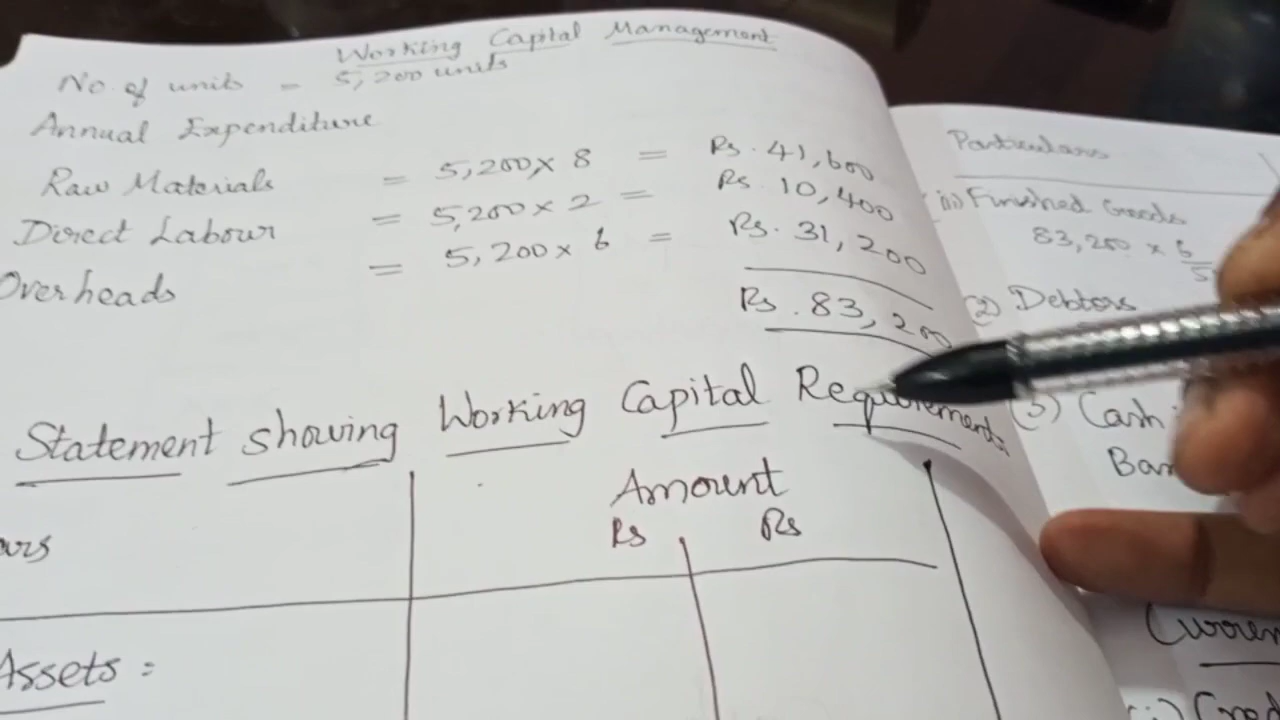 Working Capital Management
No. of units = 5,200 units
Annual Expenditure
Raw Materials = 5,200 x 8 = Rs. 41,600
Direct Labour = 5,200 x 2 = Rs. 10,400
Overheads = 5,200 x 6 = Rs. 31,200
Rs. 83,200
Statement showing Working Capital Requirements
Amount
Rs Rs
Assets :
Particulars
(ii) Finished Goods
83,200 x 6
(2) Debtors
(3) Cash